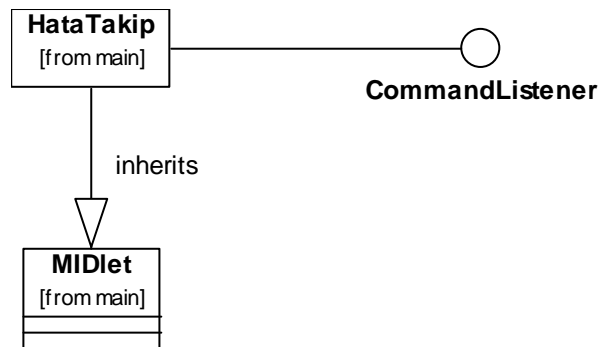 HataTakip
[from main]
CommandListener
inherits
MIDlet
[from main]